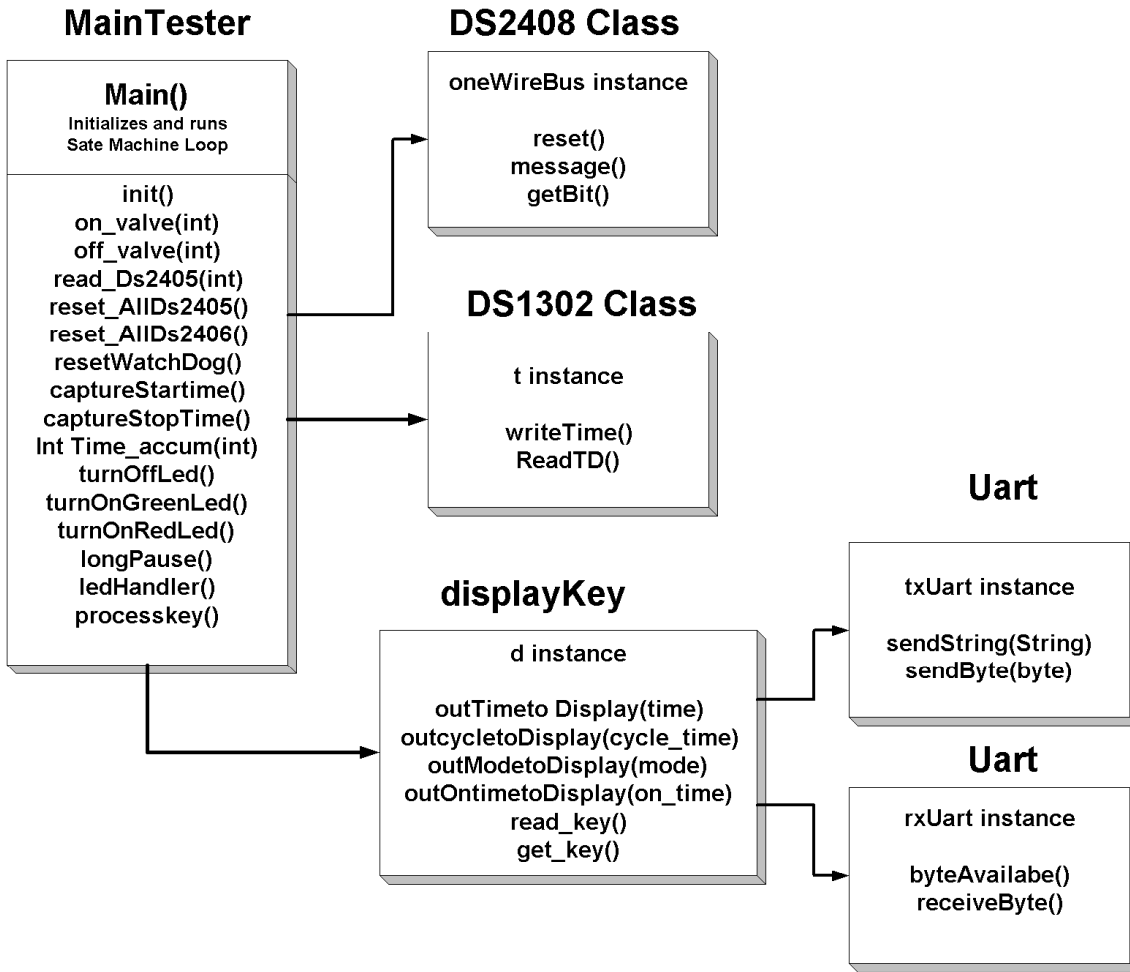 MainTester
Main()
Initializes and runs
Sate Machine Loop
init()
on_valve(int)
off_valve(int)
read_Ds2405(int)
reset_AllDs2405()
reset_AllDs2406()
resetWatchDog()
captureStartime()
captureStopTime()
Int Time_accum(int)
turnOffLed()
turnOnGreenLed()
turnOnRedLed()
longPause()
ledHandler()
processkey()
DS2408 Class
oneWireBus instance
reset()
message()
getBit()
DS1302 Class
t instance
writeTime()
ReadTD()
displayKey
d instance
outTimeto Display(time)
outcycletoDisplay(cycle_time)
outModetoDisplay(mode)
outOntimetoDisplay(on_time)
read_key()
get_key()
Uart
txUart instance
sendString(String)
sendByte(byte)
Uart
rxUart instance
byteAvailabe()
receiveByte()